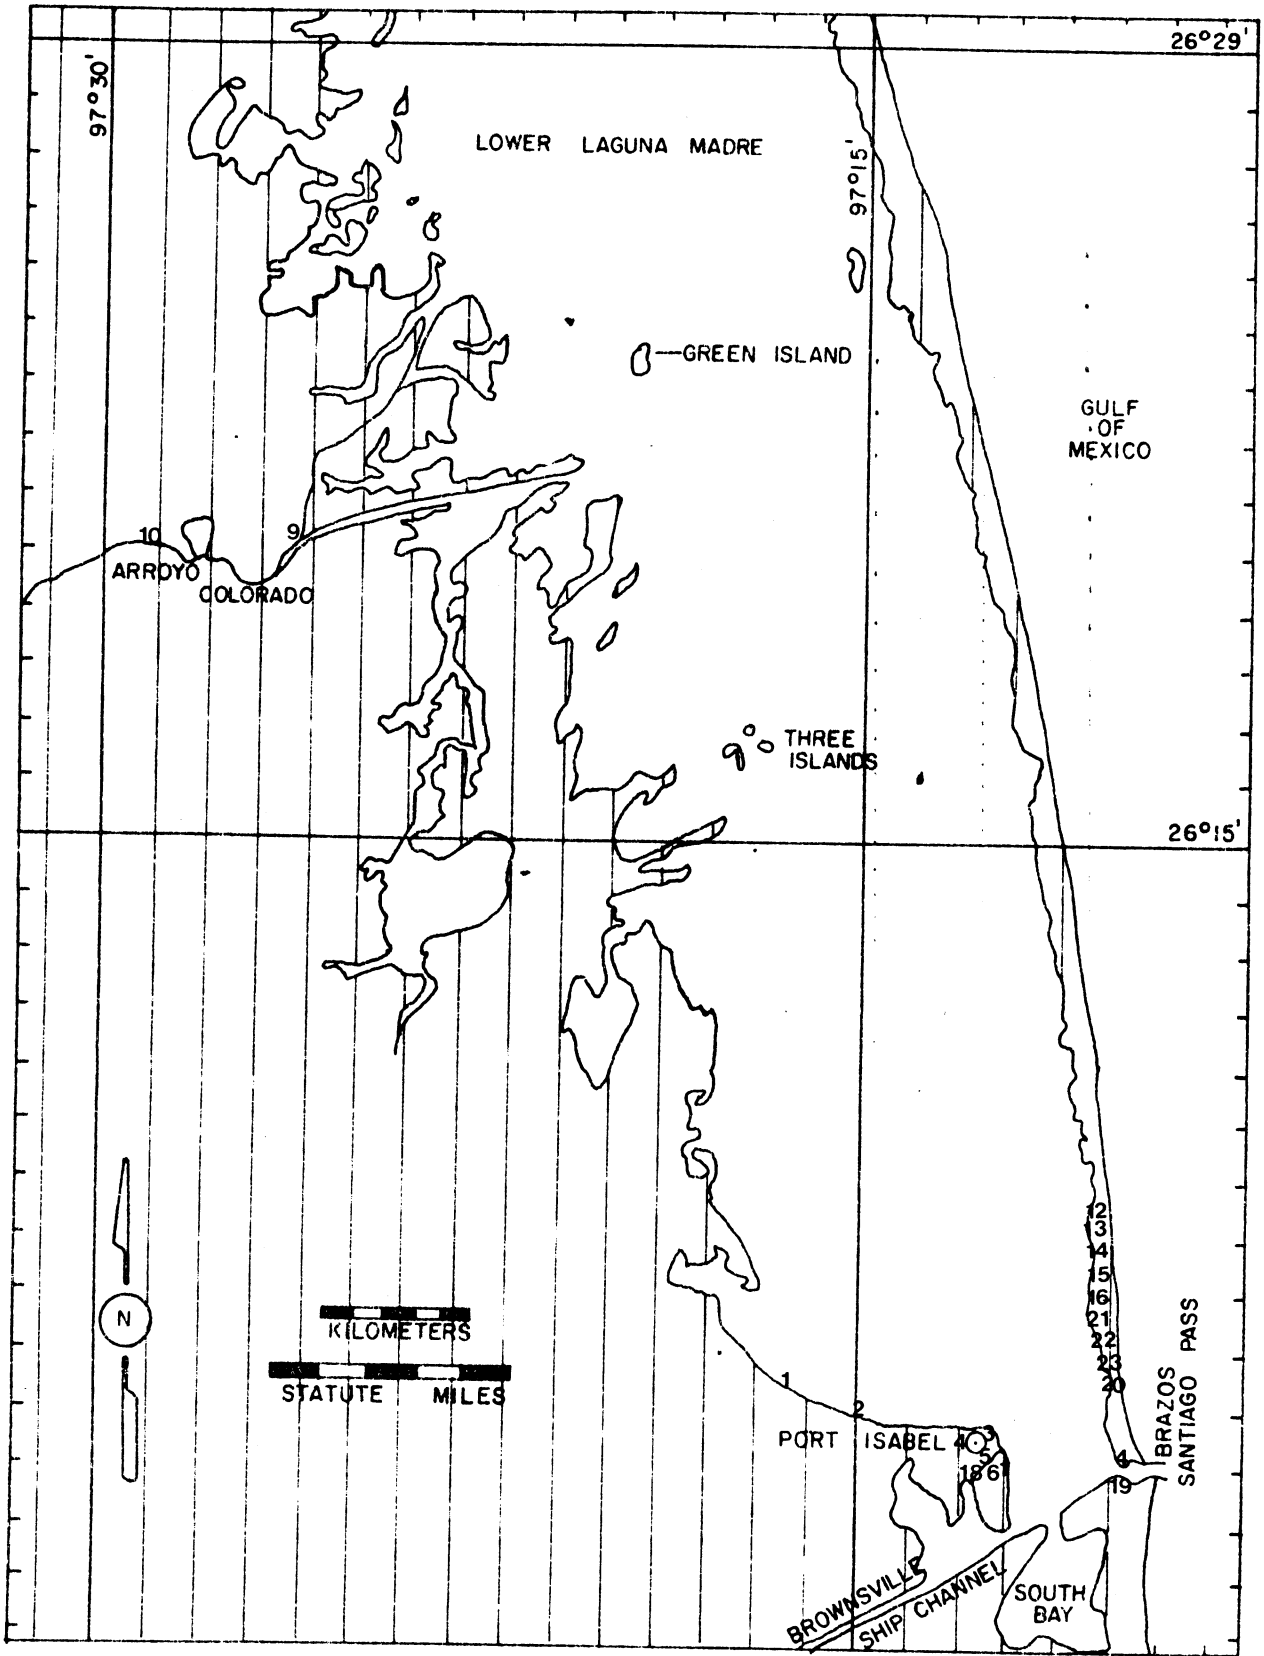 26°29'
97°30'
LOWER LAGUNA MADRE
97°15'
GREEN ISLAND
GULF
OF
MEXICO
10
9
ARROYO
COLORADO
THREE
ISLANDS
26°15'
12
13
14
15
16
21
22
23
20
N
KILOMETERS
STATUTE MILES
1
2
PORT ISABEL
4
3
5
18
6
BRAZOS
SANTIAGO PASS
19
BROWNSVILLE
SHIP CHANNEL
SOUTH
BAY